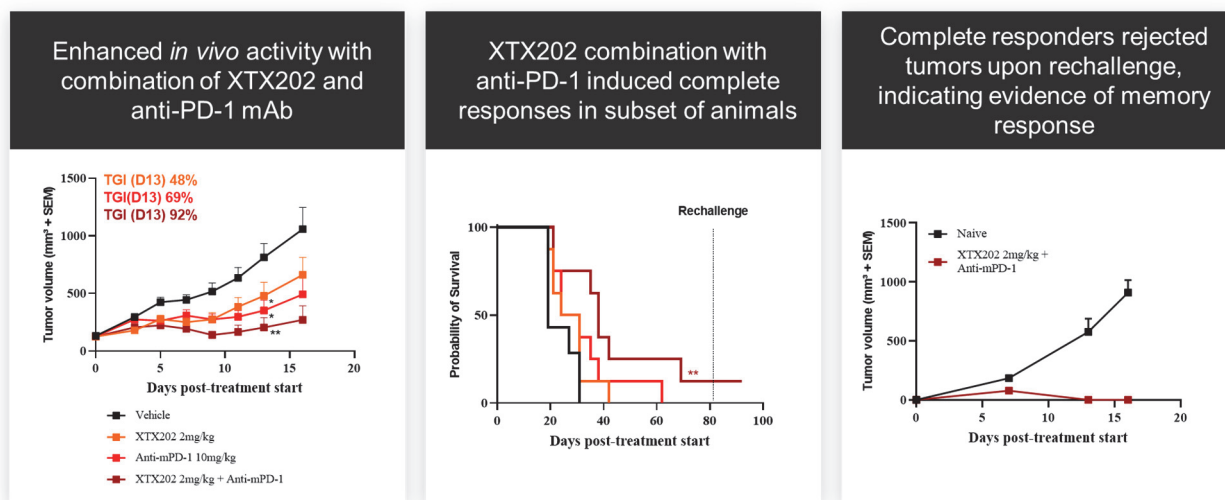 Enhanced in vivo activity with
combination of XTX202 and
anti-PD-1 mAb
TGI (D13) 48%
TGI(D13) 69%
TGI (D13) 92%
Tumor volume (mm³ + SEM)
1500
1000
500
0
0
5
10
15
20
*
*
**
Days post-treatment start
Vehicle
XTX202 2mg/kg
Anti-mPD-1 10mg/kg
XTX202 2mg/kg + Anti-mPD-1
XTX202 combination with
anti-PD-1 induced complete
responses in subset of animals
Rechallenge
Probability of Survival
100
50
0
0
20
40
60
80
100
**
Days post-treatment start
Complete responders rejected
tumors upon rechallenge,
indicating evidence of memory
response
Naive
XTX202 2mg/kg +
Anti-mPD-1
Tumor volume (mm³ + SEM)
1500
1000
500
0
0
5
10
15
20
Days post-treatment start